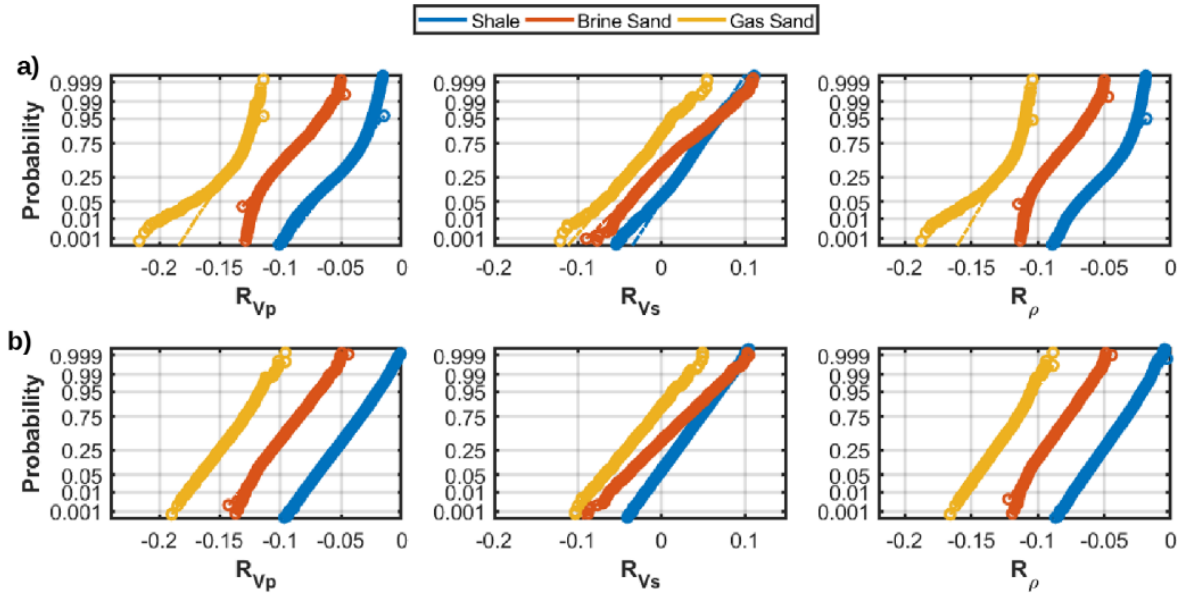 Shale Brine Sand Gas Sand
a)
0.999 0.999 0.999
0.99 0.99 0.99
0.95 0.95 0.95
0.75 0.75 0.75
0.25 0.25 0.25
0.05 0.05 0.05
0.01 0.01 0.01
0.001 0.001 0.001
Probability
-0.2 -0.15 -0.1 -0.05 0 -0.2 -0.1 0 0.1 -0.2 -0.15 -0.1 -0.05 0
R_Vp R_Vs R_ρ
b)
0.999 0.999 0.999
0.99 0.99 0.99
0.95 0.95 0.95
0.75 0.75 0.75
0.25 0.25 0.25
0.05 0.05 0.05
0.01 0.01 0.01
0.001 0.001 0.001
Probability
-0.2 -0.15 -0.1 -0.05 0 -0.2 -0.1 0 0.1 -0.2 -0.15 -0.1 -0.05 0
R_Vp R_Vs R_ρ